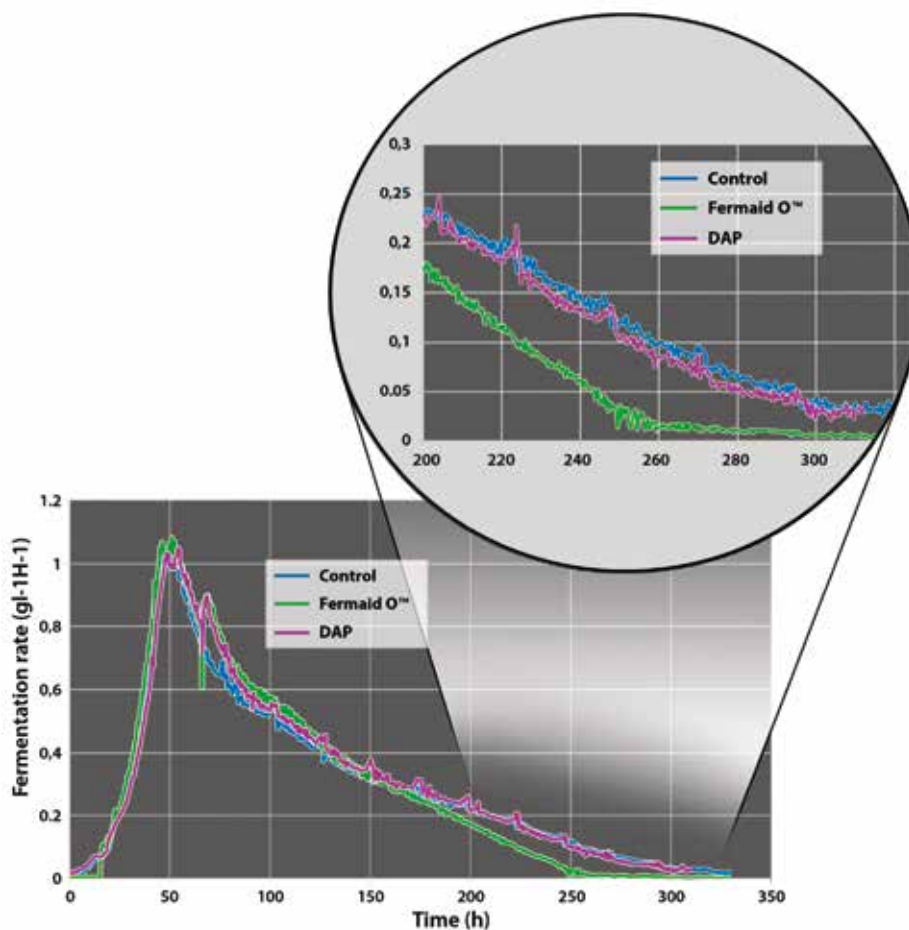 0,3
0,25
0,2
0,15
0,1
0.05
0
200 220 240 260 280 300
Control
Fermaid O™
DAP
Fermentation rate (gl-1H-1)
1.2
1
0.8
0.6
0,4
0.2
0
0 50 100 150 200 250 300 350
Time (h)
Control
Fermaid O™
DAP